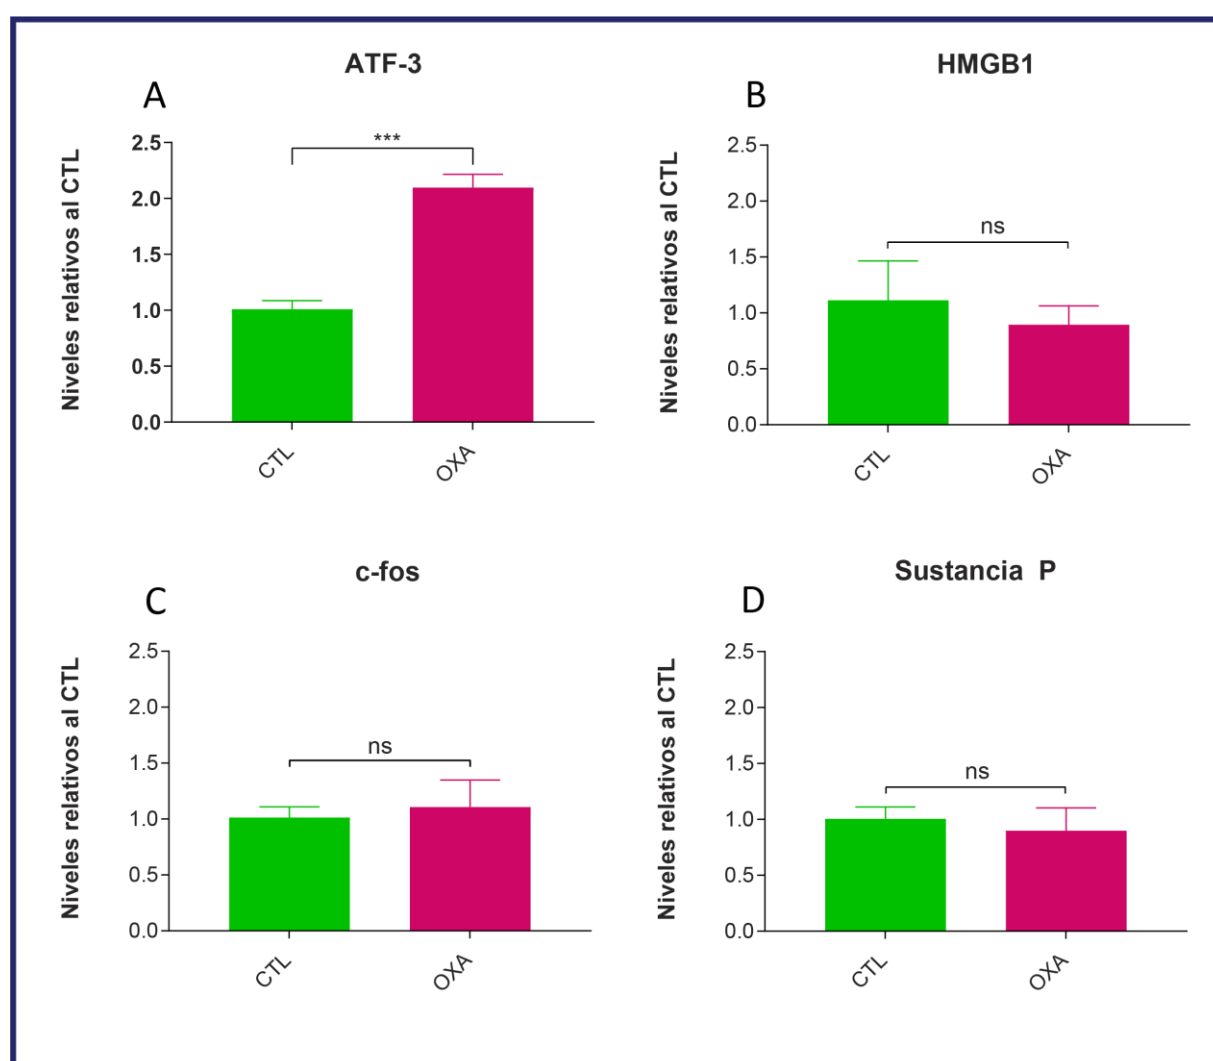 ATF-3
A
Niveles relativos al CTL
2.5
2.0
1.5
1.0
0.5
0.0
***
CTL
OXA
HMGB1
B
Niveles relativos al CTL
2.5
2.0
1.5
1.0
0.5
0.0
ns
CTL
OXA
c-fos
C
Niveles relativos al CTL
2.5
2.0
1.5
1.0
0.5
0.0
ns
CTL
OXA
Sustancia P
D
Niveles relativos al CTL
2.5
2.0
1.5
1.0
0.5
0.0
ns
CTL
OXA